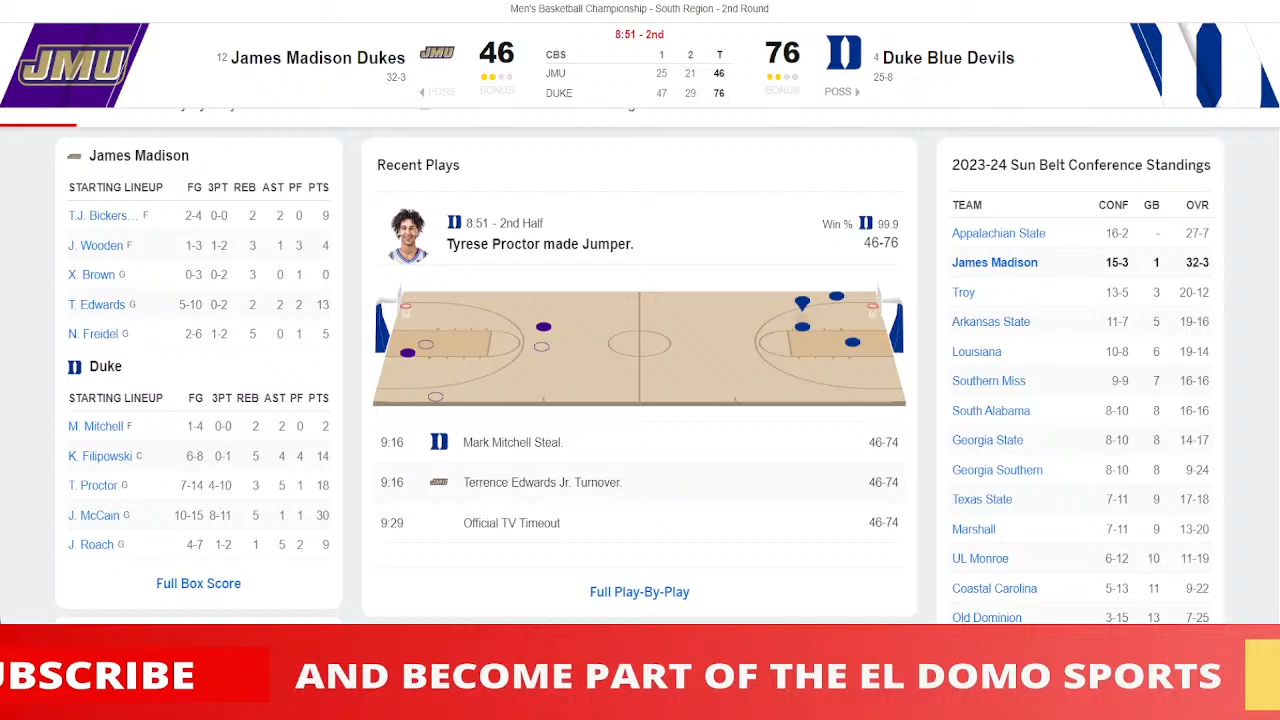 Men's Basketball Championship - South Region - 2nd Round
JMU
12 James Madison Dukes
32-3
JMU
46
BONUS
POSS
8:51 - 2nd
CBS 1 2 T
JMU 25 21 46
DUKE 47 29 76
76
BONUS
D
POSS
4 Duke Blue Devils
25-8
James Madison
STARTING LINEUP FG 3PT REB AST PF PTS
T.J. Bickers... F 2-4 0-0 2 2 0 9
J. Wooden F 1-3 1-2 3 1 3 4
X. Brown G 0-3 0-2 3 0 1 0
T. Edwards G 5-10 0-2 2 2 2 13
N. Freidel G 2-6 1-2 5 0 1 5
Duke
STARTING LINEUP FG 3PT REB AST PF PTS
M. Mitchell F 1-4 0-0 2 2 0 2
K. Filipowski C 6-8 0-1 5 4 4 14
T. Proctor G 7-14 4-10 3 5 1 18
J. McCain G 10-15 8-11 5 1 1 30
J. Roach G 4-7 1-2 1 5 2 9
Full Box Score
Recent Plays
8:51 - 2nd Half
Tyrese Proctor made Jumper.
Win % 99.9
46-76
9:16 Mark Mitchell Steal. 46-74
9:16 Terrence Edwards Jr. Turnover. 46-74
9:29 Official TV Timeout 46-74
Full Play-By-Play
2023-24 Sun Belt Conference Standings
TEAM CONF GB OVR
Appalachian State 16-2 - 27-7
James Madison 15-3 1 32-3
Troy 13-5 3 20-12
Arkansas State 11-7 5 19-16
Louisiana 10-8 6 19-14
Southern Miss 9-9 7 16-16
South Alabama 8-10 8 16-16
Georgia State 8-10 8 14-17
Georgia Southern 8-10 8 9-24
Texas State 7-11 9 17-18
Marshall 7-11 9 13-20
UL Monroe 6-12 10 11-19
Coastal Carolina 5-13 11 9-22
Old Dominion 3-15 13 7-25
UBSCRIBE AND BECOME PART OF THE EL DOMO SPORTS